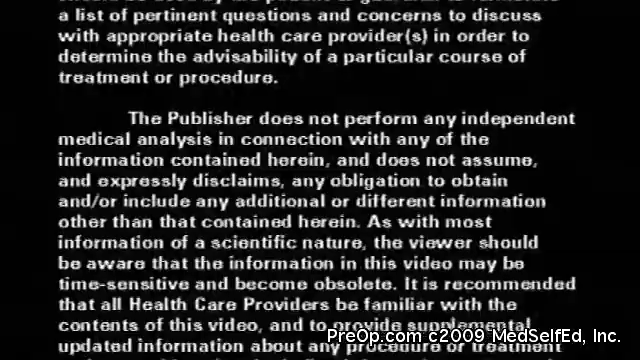 a list of pertinent questions and concerns to discuss
with appropriate health care provider(s) in order to
determine the advisability of a particular course of
treatment or procedure.
The Publisher does not perform any independent
medical analysis in connection with any of the
information contained herein, and does not assume,
and expressly disclaims, any obligation to obtain
and/or include any additional or different information
other than that contained herein. As with most
information of a scientific nature, the viewer should
be aware that the information in this video may be
time-sensitive and become obsolete. It is recommended
that all Health Care Providers be familiar with the
contents of this video, and to provide supplemental
PreOp.com c2009 MedSelfEd, Inc.
updated information about any procedure or treatment